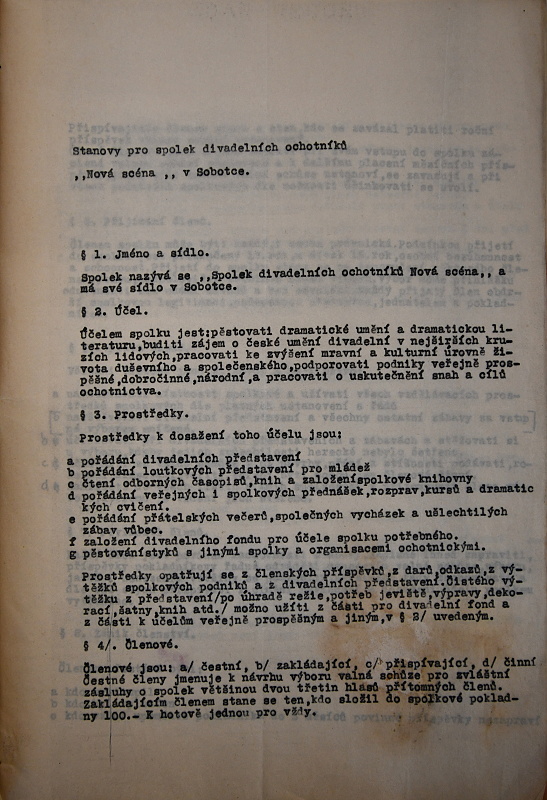 Stanovy pro spolek divadelních ochotníků
,,Nová scéna ,, v Sobotce.
§ 1. Jméno a sídlo.
Spolek nazývá se ,,Spolek divadelních ochotníků Nová scéna,, a
má své sídlo v Sobotce.
§ 2. Účel.
Účelem spolku jest:pěstovati dramatické umění a dramatickou li-
teraturu,buditi zájem o české umění divadelní v nejširších kru-
zích lidových,pracovati ke zvýšení mravní a kulturní úrovně ži-
vota duševního a společenského,podporovati podniky veřejně pros-
pěšné,dobročinné,národní,a pracovati o uskutečnění snah a cílů
ochotnictva.
§ 3. Prostředky.
Prostředky k dosažení toho účelu jsou:
a pořádání divadelních představení
b pořádání loutkových představení pro mládež
c čtení odborných časopisů,knih a založeníspolkové knihovny
d pořádání veřejných i spolkových přednášek,rozprav,kursů a dramatic
kých cvičení.
e pořádání přátelských večerů,společných vycházek a ušlechtilých
zábav vůbec.
f založení divadelního fondu pro účele spolku potřebného.
g pěstovánístyků s jinými spolky a organisacemi ochotnickými.
Prostředky opatřují se z členských příspěvků,z darů,odkazů,z vý-
těžků spolkových podniků a z divadelních představení.Čistého vý-
těžku z představení/po úhradě režie,potřeb jeviště,výpravy,deko-
rací,šatny,knih atd./ možno užíti z části pro divadelní fond a
z části k účelům veřejně prospěšným a jiným,v § 2/ uvedeným.
§ 4/. Členové.
Členové jsou: a/ čestní, b/ zakládající, c/ přispívající, d/ činní
Čestné členy jmenuje k návrhu výboru valná schůze pro zvláštní
zásluhy o spolek většinou dvou třetin hlasů přítomných členů.
Zakládajícím členem stane se ten,kdo složil do spolkové poklad-
ny 100.- K hotově jednou pro vždy.